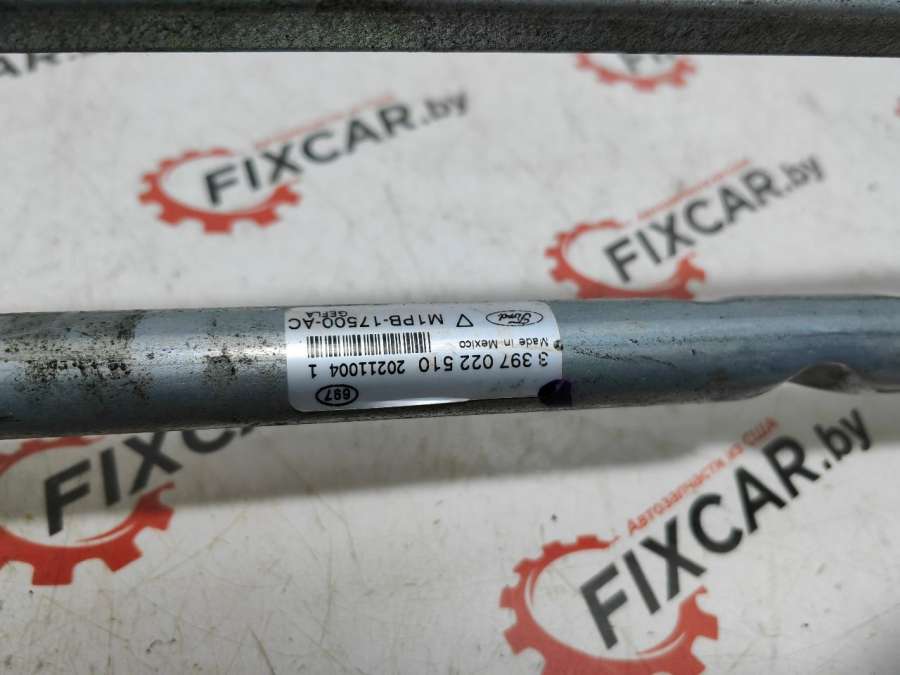 FIXCAR.by
FIXCAR.by
Ford
M1PB-17500-AC
GEFLA
Made in Mexico
3 397 022 510 20211004 1
697
FIXCAR.by
Автозапчасти из США
FIXCAR.by